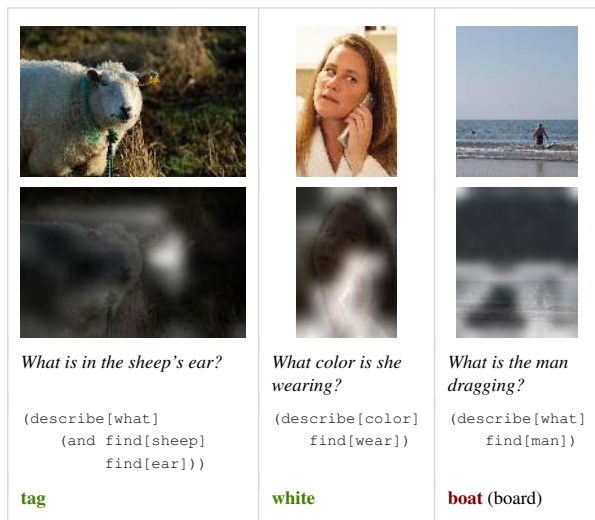 What is in the sheep's ear?
(describe[what]
(and find[sheep]
find[ear]))
tag
What color is she
wearing?
(describe[color]
find[wear])
white
What is the man
dragging?
(describe[what]
find[man])
boat (board)